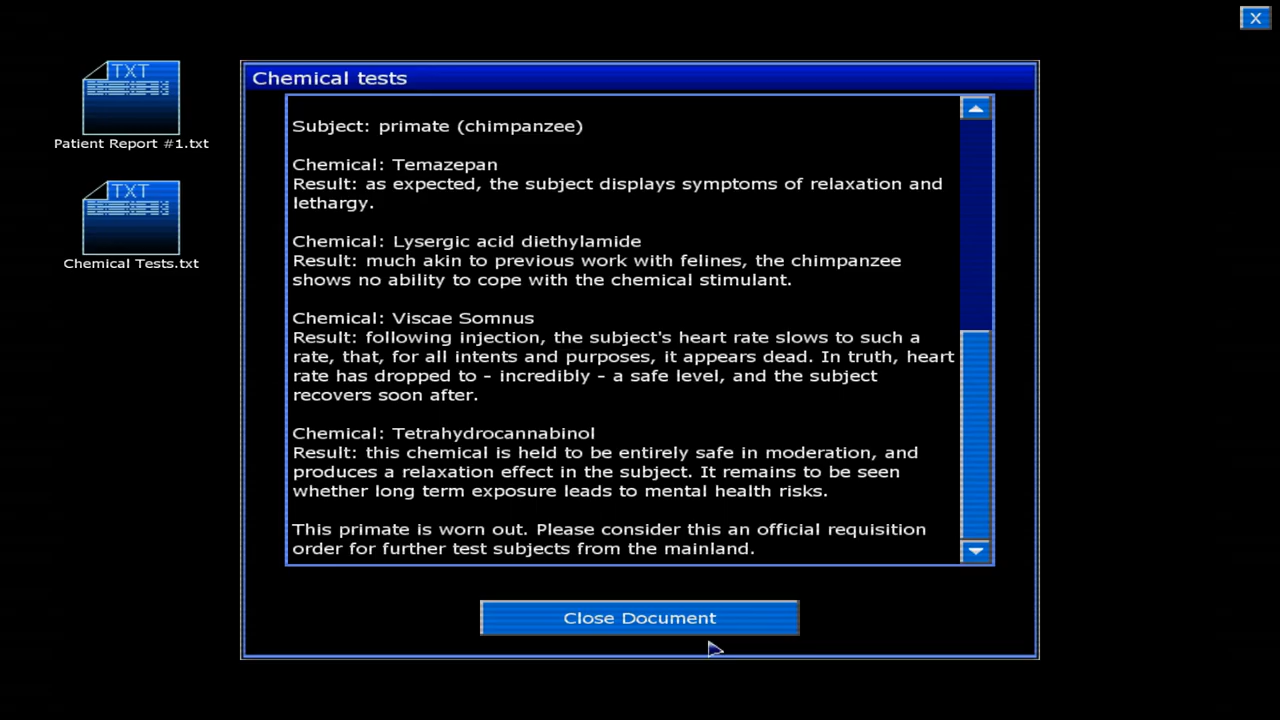 X
TXT
Patient Report #1.txt
TXT
Chemical Tests.txt
Chemical tests
Subject: primate (chimpanzee)
Chemical: Temazepan
Result: as expected, the subject displays symptoms of relaxation and
lethargy.
Chemical: Lysergic acid diethylamide
Result: much akin to previous work with felines, the chimpanzee
shows no ability to cope with the chemical stimulant.
Chemical: Viscae Somnus
Result: following injection, the subject's heart rate slows to such a
rate, that, for all intents and purposes, it appears dead. In truth, heart
rate has dropped to - incredibly - a safe level, and the subject
recovers soon after.
Chemical: Tetrahydrocannabinol
Result: this chemical is held to be entirely safe in moderation, and
produces a relaxation effect in the subject. It remains to be seen
whether long term exposure leads to mental health risks.
This primate is worn out. Please consider this an official requisition
order for further test subjects from the mainland.
Close Document